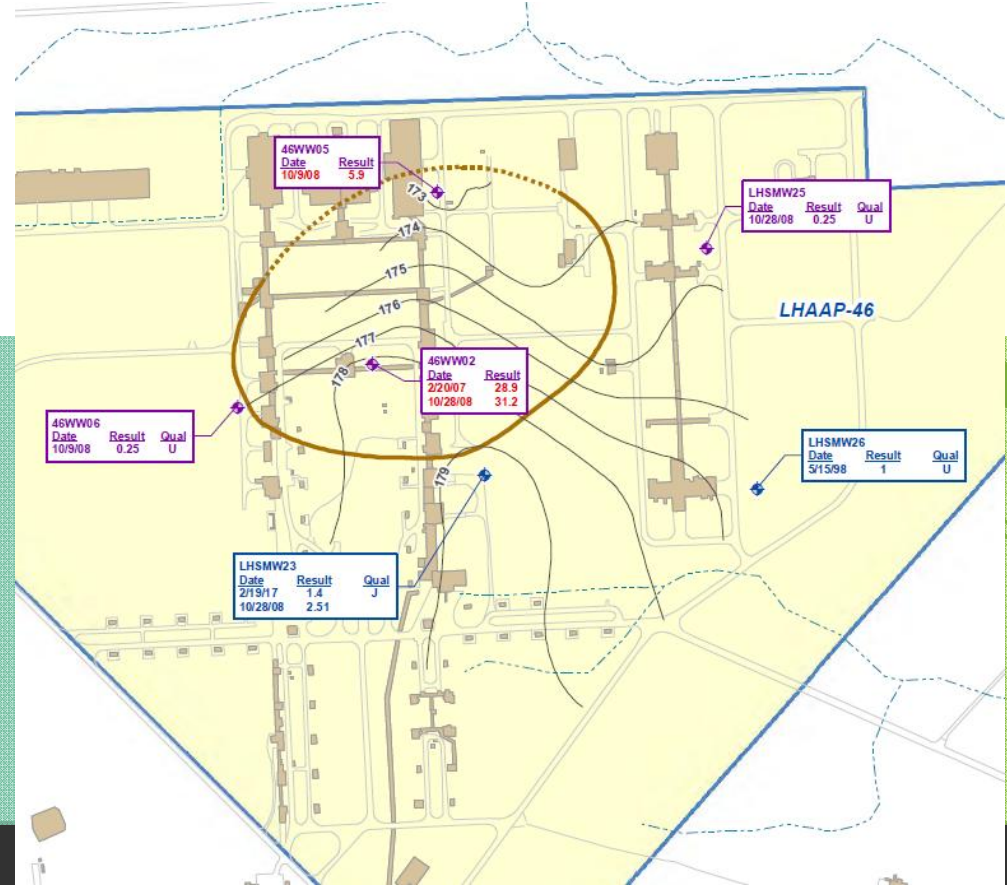 46WW05
Date Result
10/9/08 5.9
173
LHSMW25
Date Result Qual
10/28/08 0.25 U
174
175
LHAAP-46
176
177
178
46WW02
Date Result
2/20/07 28.9
10/28/08 31.2
46WW06
Date Result Qual
10/9/08 0.25 U
LHSMW26
Date Result Qual
5/15/98 1 U
179
LHSMW23
Date Result Qual
2/19/17 1.4 J
10/28/08 2.51